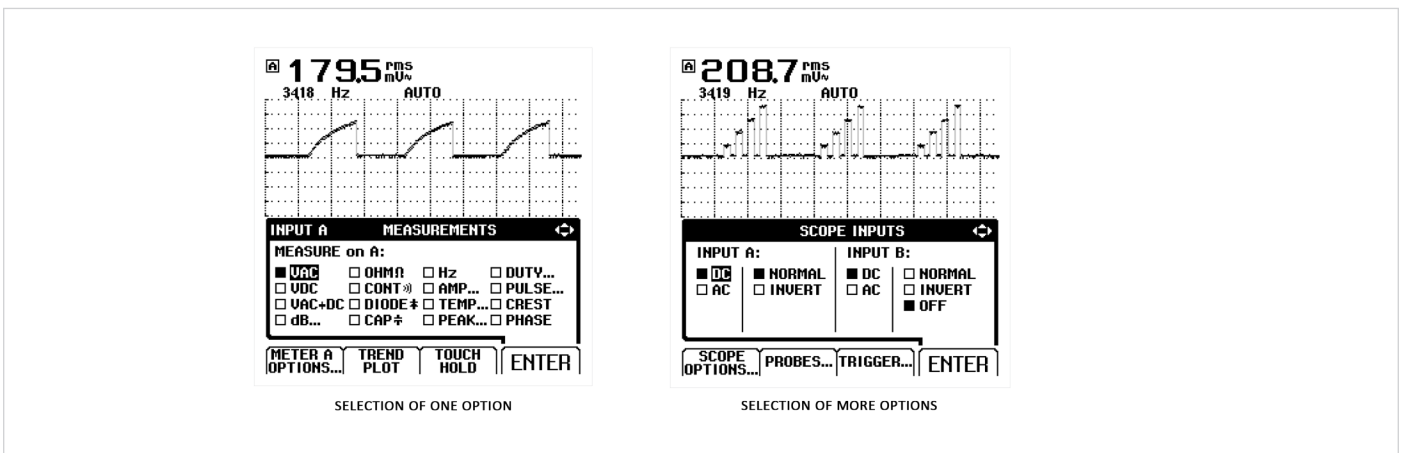 A 179.5 rms mV~
3418 Hz AUTO
INPUT A MEASUREMENTS
MEASURE on A:
■ VAC □ OHM Ω □ Hz □ DUTY...
□ VDC □ CONT □ AMP... □ PULSE...
□ VAC+DC □ DIODE □ TEMP... □ CREST
□ dB... □ CAP □ PEAK... □ PHASE
METER A OPTIONS... TREND PLOT TOUCH HOLD ENTER
SELECTION OF ONE OPTION
A 208.7 rms mV~
3419 Hz AUTO
SCOPE INPUTS
INPUT A: INPUT B:
■ DC ■ NORMAL ■ DC □ NORMAL
□ AC □ INVERT □ AC □ INVERT
■ OFF
SCOPE OPTIONS... PROBES... TRIGGER... ENTER
SELECTION OF MORE OPTIONS